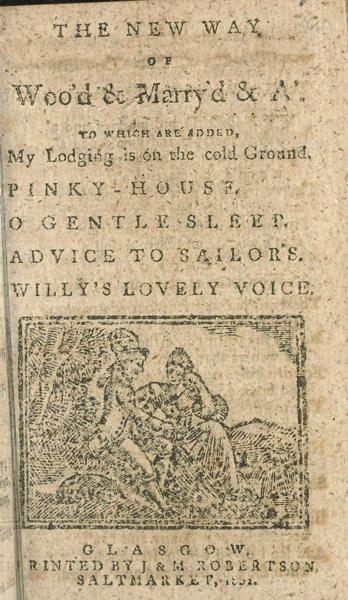 THE NEW WAY
OF
Woo'd & Marry'd & A'.
TO WHICH ARE ADDED,
My Lodging is on the cold Ground.
PINKY-HOUSE.
O GENTLE SLEEP.
ADVICE TO SAILORS.
WILLY'S LOVELY VOICE.
GLASGOW,
PRINTED BY J & M ROBERTSON,
SALTMARKET,